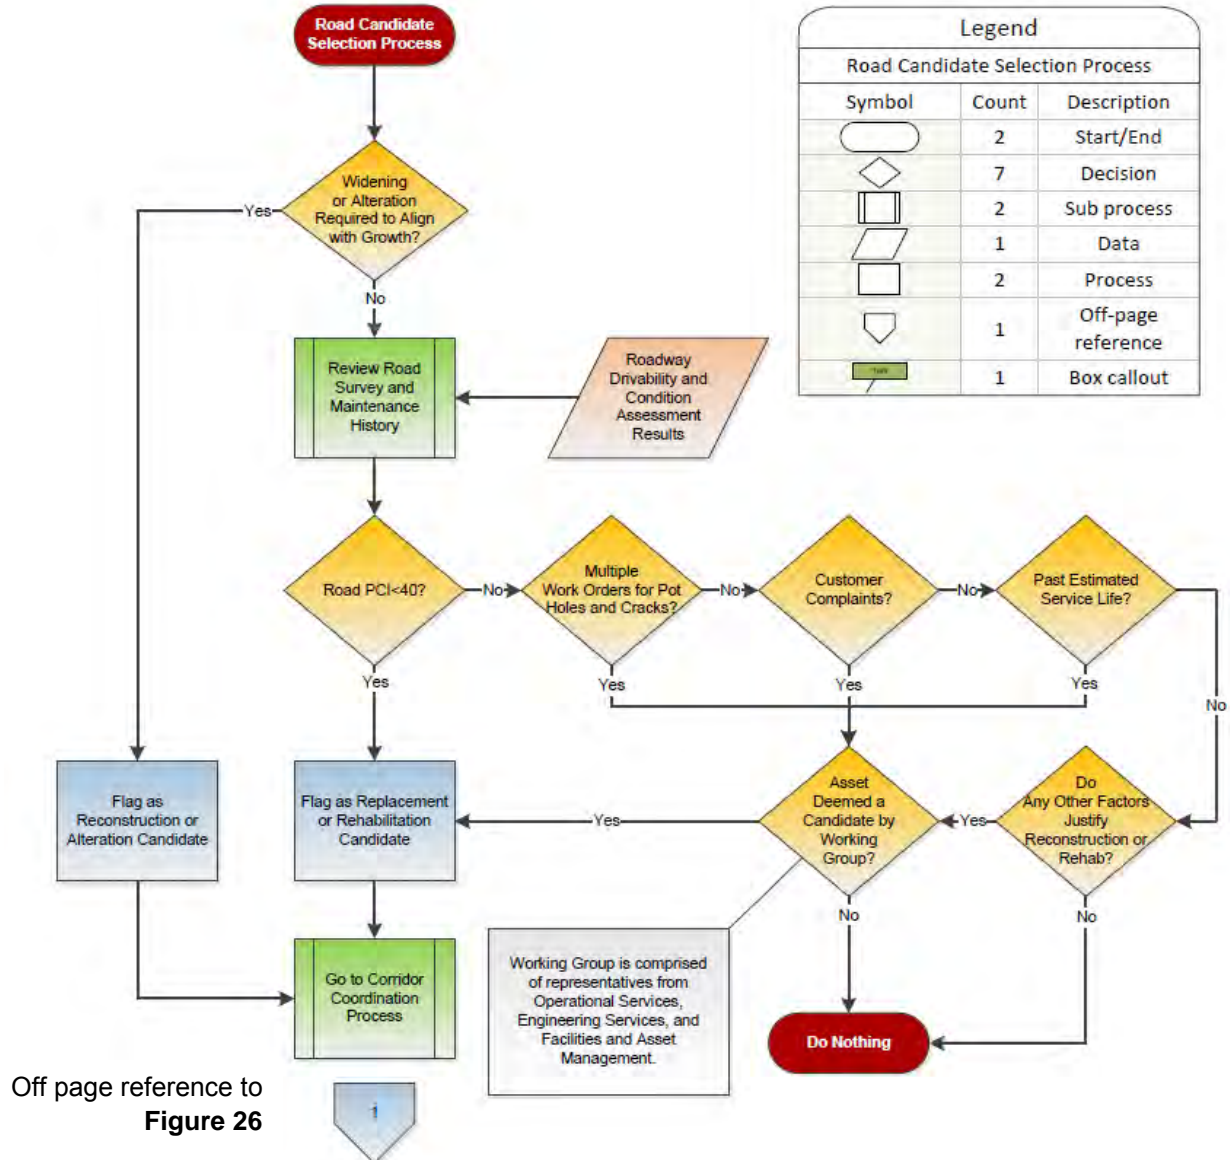 Road Candidate
Selection Process
Legend
Road Candidate Selection Process
Symbol Count Description
2 Start/End
7 Decision
2 Sub process
1 Data
2 Process
1 Off-page
reference
1 Box callout
Widening
or Alteration
Required to Align
with Growth?
Yes
No
Review Road
Survey and
Maintenance
History
Roadway
Drivability and
Condition
Assessment
Results
Road PCI<40?
No
Multiple
Work Orders for Pot
Holes and Cracks?
No
Customer
Complaints?
No
Past Estimated
Service Life?
Yes
Yes
Yes
Yes
No
Flag as
Reconstruction or
Alteration Candidate
Flag as Replacement
or Rehabilitation
Candidate
Yes
Asset
Deemed a
Candidate by
Working
Group?
Yes
Do
Any Other Factors
Justify
Reconstruction or
Rehab?
No
No
Go to Corridor
Coordination
Process
Working Group is comprised
of representatives from
Operational Services,
Engineering Services, and
Facilities and Asset
Management.
Do Nothing
Off page reference to
Figure 26
1